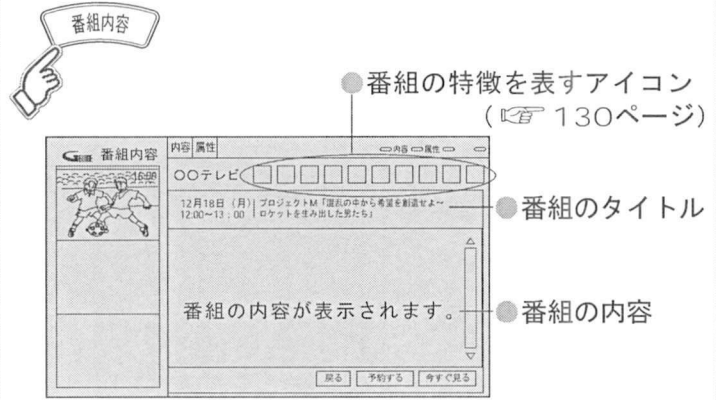 番組内容
●番組の特徴を表すアイコン
(☞ 130ページ)
番組内容
内容 属性
内容 属性
15:00
○○テレビ
12月18日 (月) プロジェクトM「混乱の中から希望を創造せよ〜
12:00〜13:00 ロケットを生み出した男たち」
●番組のタイトル
番組の内容が表示されます。
●番組の内容
戻る 予約する 今すぐ見る